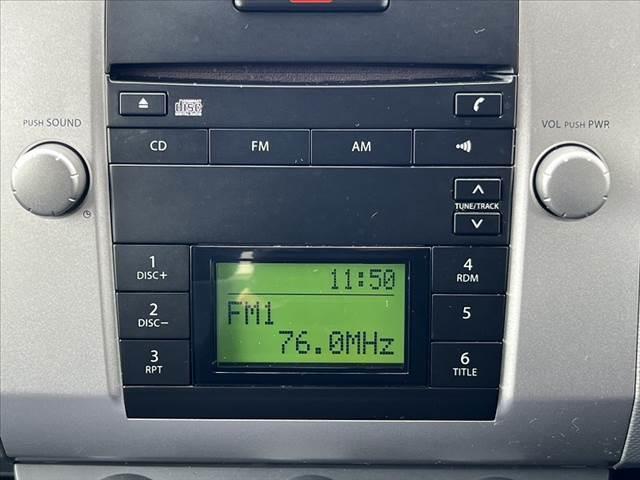 PUSH SOUND
VOL PUSH PWR
disc
CD
FM
AM
TUNE/TRACK
1
DISC+
2
DISC–
3
RPT
11:50
FM1
76.0MHz
4
RDM
5
6
TITLE